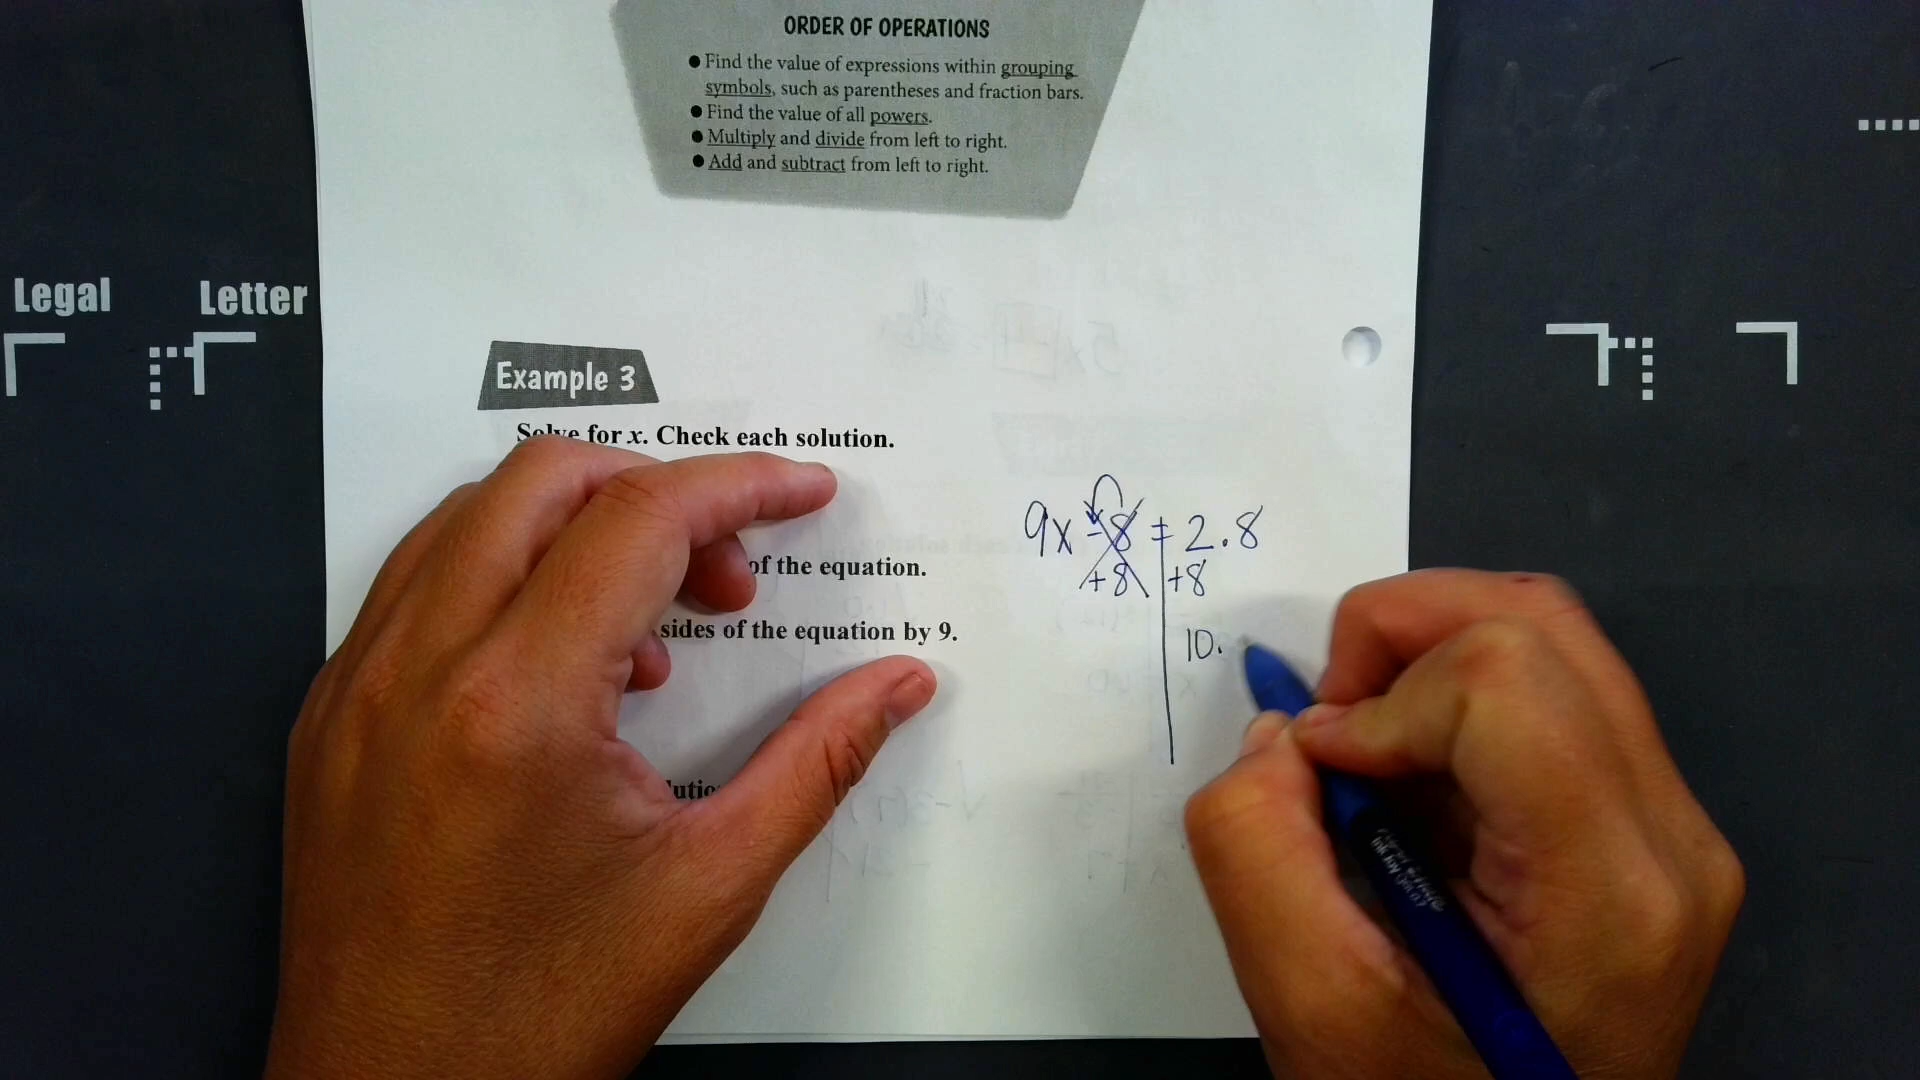 ORDER OF OPERATIONS
● Find the value of expressions within grouping
symbols, such as parentheses and fraction bars.
● Find the value of all powers.
● Multiply and divide from left to right.
● Add and subtract from left to right.
Legal
Letter
Example 3
Solve for x. Check each solution.
9x - 8 = 2.8
+8 +8
of the equation.
10.
sides of the equation by 9.